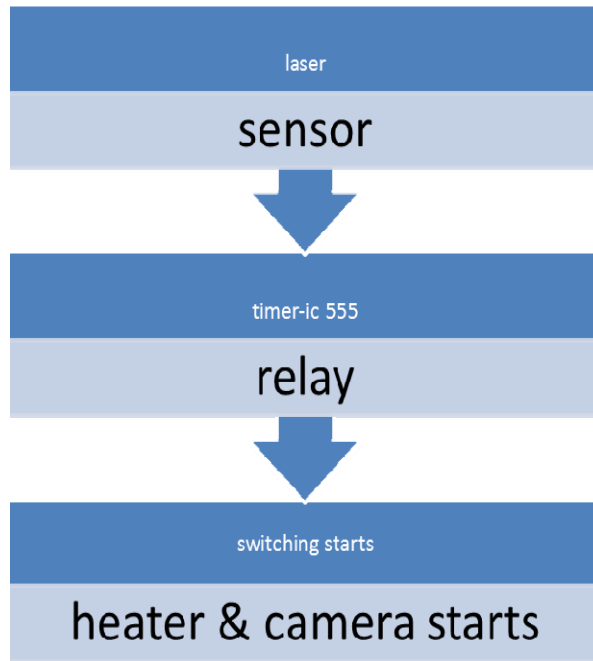 laser
sensor
timer-ic 555
relay
switching starts
heater & camera starts